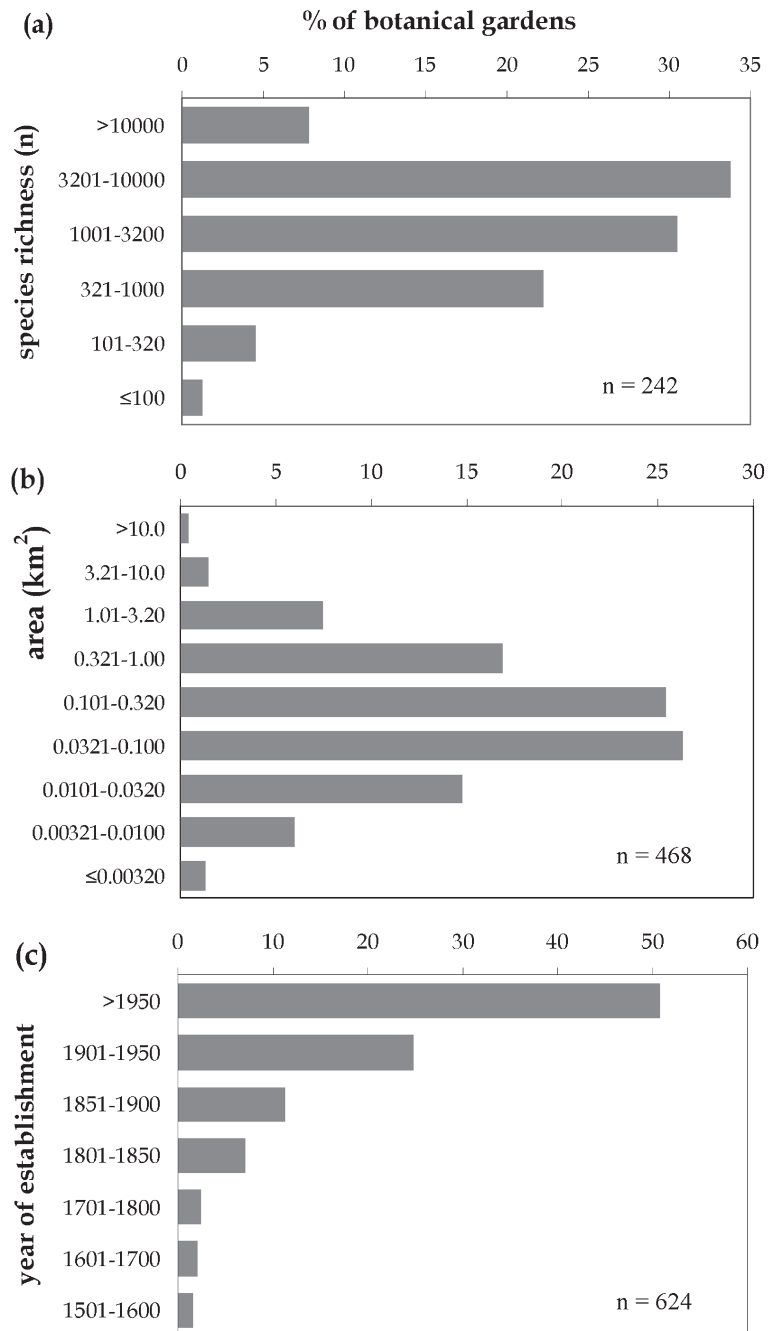 (a)
% of botanical gardens
0 5 10 15 20 25 30 35
species richness (n)
>10000
3201-10000
1001-3200
321-1000
101-320
≤100
n = 242
(b)
0 5 10 15 20 25 30
area (km²)
>10.0
3.21-10.0
1.01-3.20
0.321-1.00
0.101-0.320
0.0321-0.100
0.0101-0.0320
0.00321-0.0100
≤0.00320
n = 468
(c)
0 10 20 30 40 50 60
year of establishment
>1950
1901-1950
1851-1900
1801-1850
1701-1800
1601-1700
1501-1600
n = 624